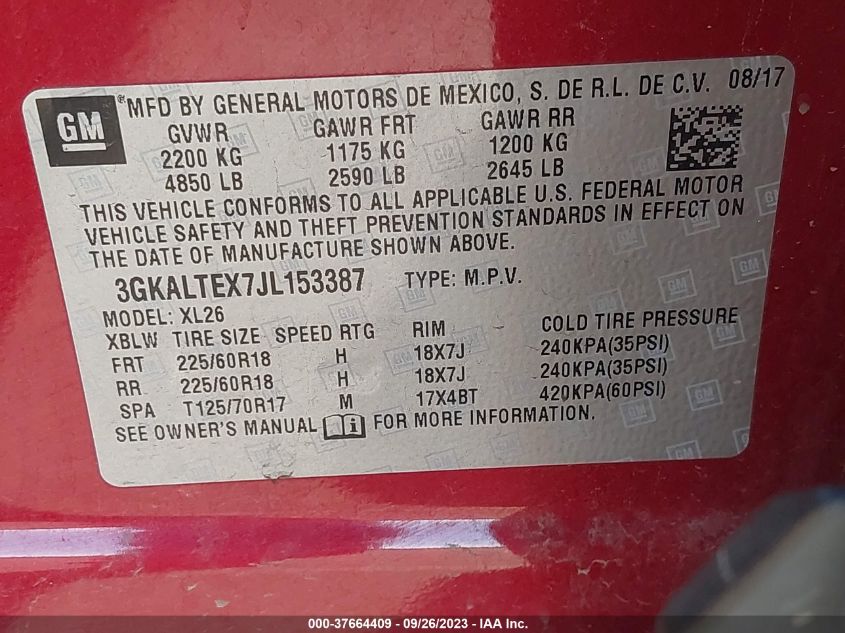 GM
MFD BY GENERAL MOTORS DE MEXICO, S. DE R.L. DE C.V. 08/17
GVWR GAWR FRT GAWR RR
2200 KG 1175 KG 1200 KG
4850 LB 2590 LB 2645 LB
THIS VEHICLE CONFORMS TO ALL APPLICABLE U.S. FEDERAL MOTOR
VEHICLE SAFETY AND THEFT PREVENTION STANDARDS IN EFFECT ON
THE DATE OF MANUFACTURE SHOWN ABOVE.
3GKALTEX7JL153387 TYPE: M.P.V.
MODEL: XL26
XBLW TIRE SIZE SPEED RTG RIM COLD TIRE PRESSURE
FRT 225/60R18 H 18X7J 240KPA(35PSI)
RR 225/60R18 H 18X7J 240KPA(35PSI)
SPA T125/70R17 M 17X4BT 420KPA(60PSI)
SEE OWNER'S MANUAL FOR MORE INFORMATION.
000-37664409 - 09/26/2023 - IAA Inc.